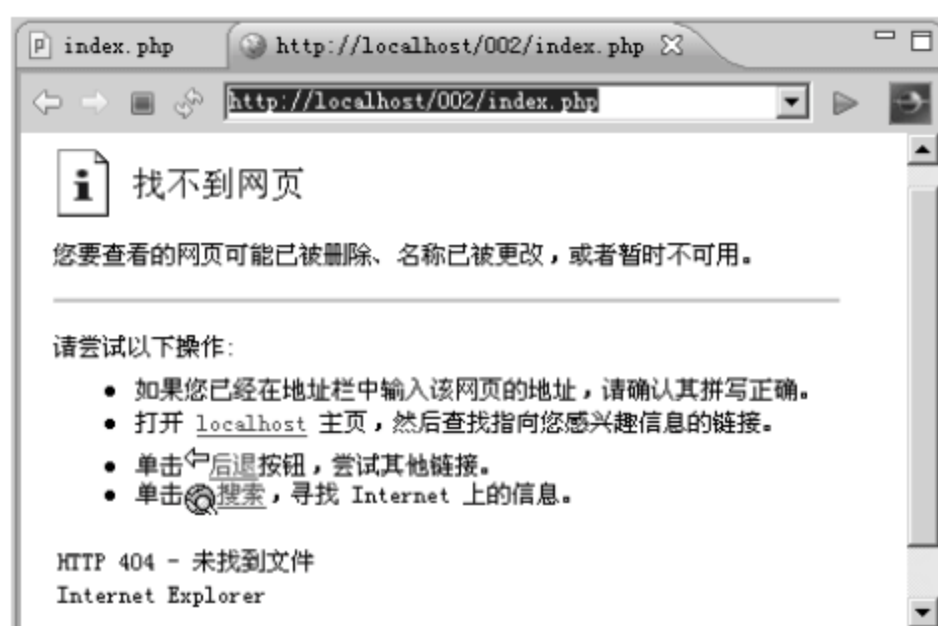 index.php
http://localhost/002/index.php
http://localhost/002/index.php
找不到网页
您要查看的网页可能已被删除、名称已被更改，或者暂时不可用。
请尝试以下操作:
• 如果您已经在地址栏中输入该网页的地址，请确认其拼写正确。
• 打开 localhost 主页，然后查找指向您感兴趣信息的链接。
• 单击后退按钮，尝试其他链接。
• 单击搜索，寻找 Internet 上的信息。
HTTP 404 - 未找到文件
Internet Explorer